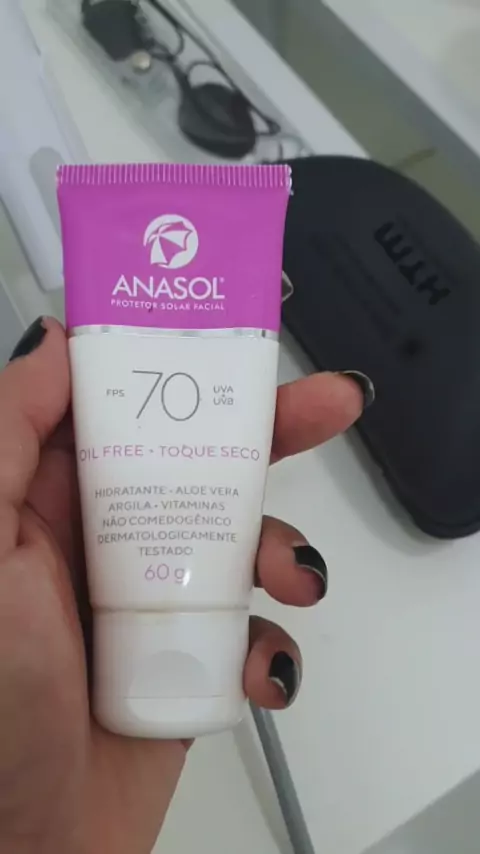 ANASOL®
PROTETOR SOLAR FACIAL
FPS 70 UVA + UVB
OIL FREE • TOQUE SECO
HIDRATANTE • ALOE VERA
ARGILA • VITAMINAS
NÃO COMEDOGÊNICO
DERMATOLOGICAMENTE
TESTADO
60 g
HTM